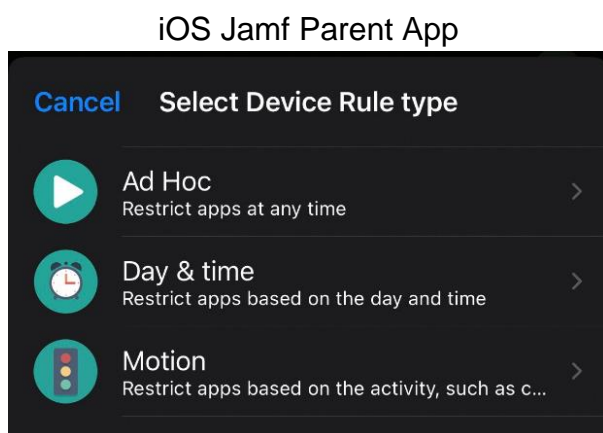 iOS Jamf Parent App
Cancel Select Device Rule type
Ad Hoc
Restrict apps at any time
Day & time
Restrict apps based on the day and time
Motion
Restrict apps based on the activity, such as c...